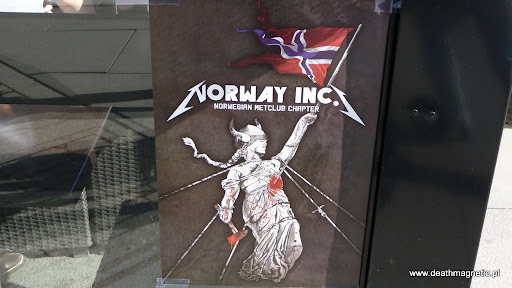 NORWAY INC.
NORWEGIAN METCLUB CHAPTER
www.deathmagnetic.pl